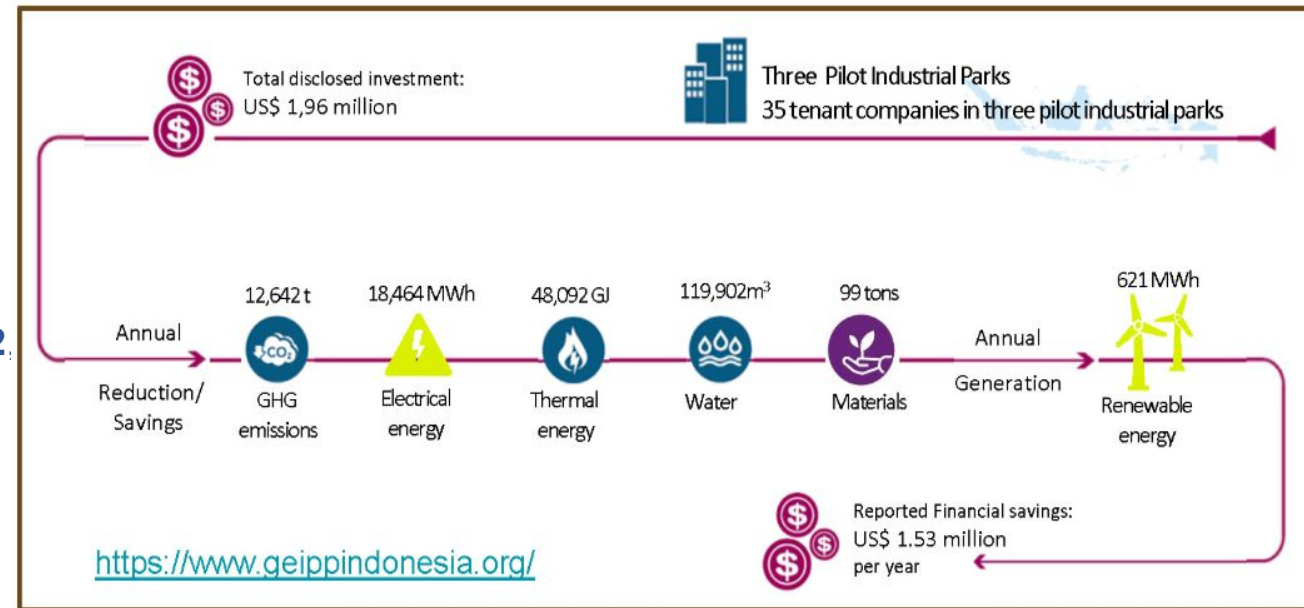 Total disclosed investment:
US$ 1,96 million
Three Pilot Industrial Parks
35 tenant companies in three pilot industrial parks
2.
Annual
Reduction/
Savings
12,642 t
CO₂
GHG
emissions
18,464 MWh
Electrical
energy
48,092 GJ
Thermal
energy
119,902m³
Water
99 tons
Materials
Annual
Generation
621 MWh
Renewable
energy
Reported Financial savings:
US$ 1.53 million
per year
https://www.geippindonesia.org/